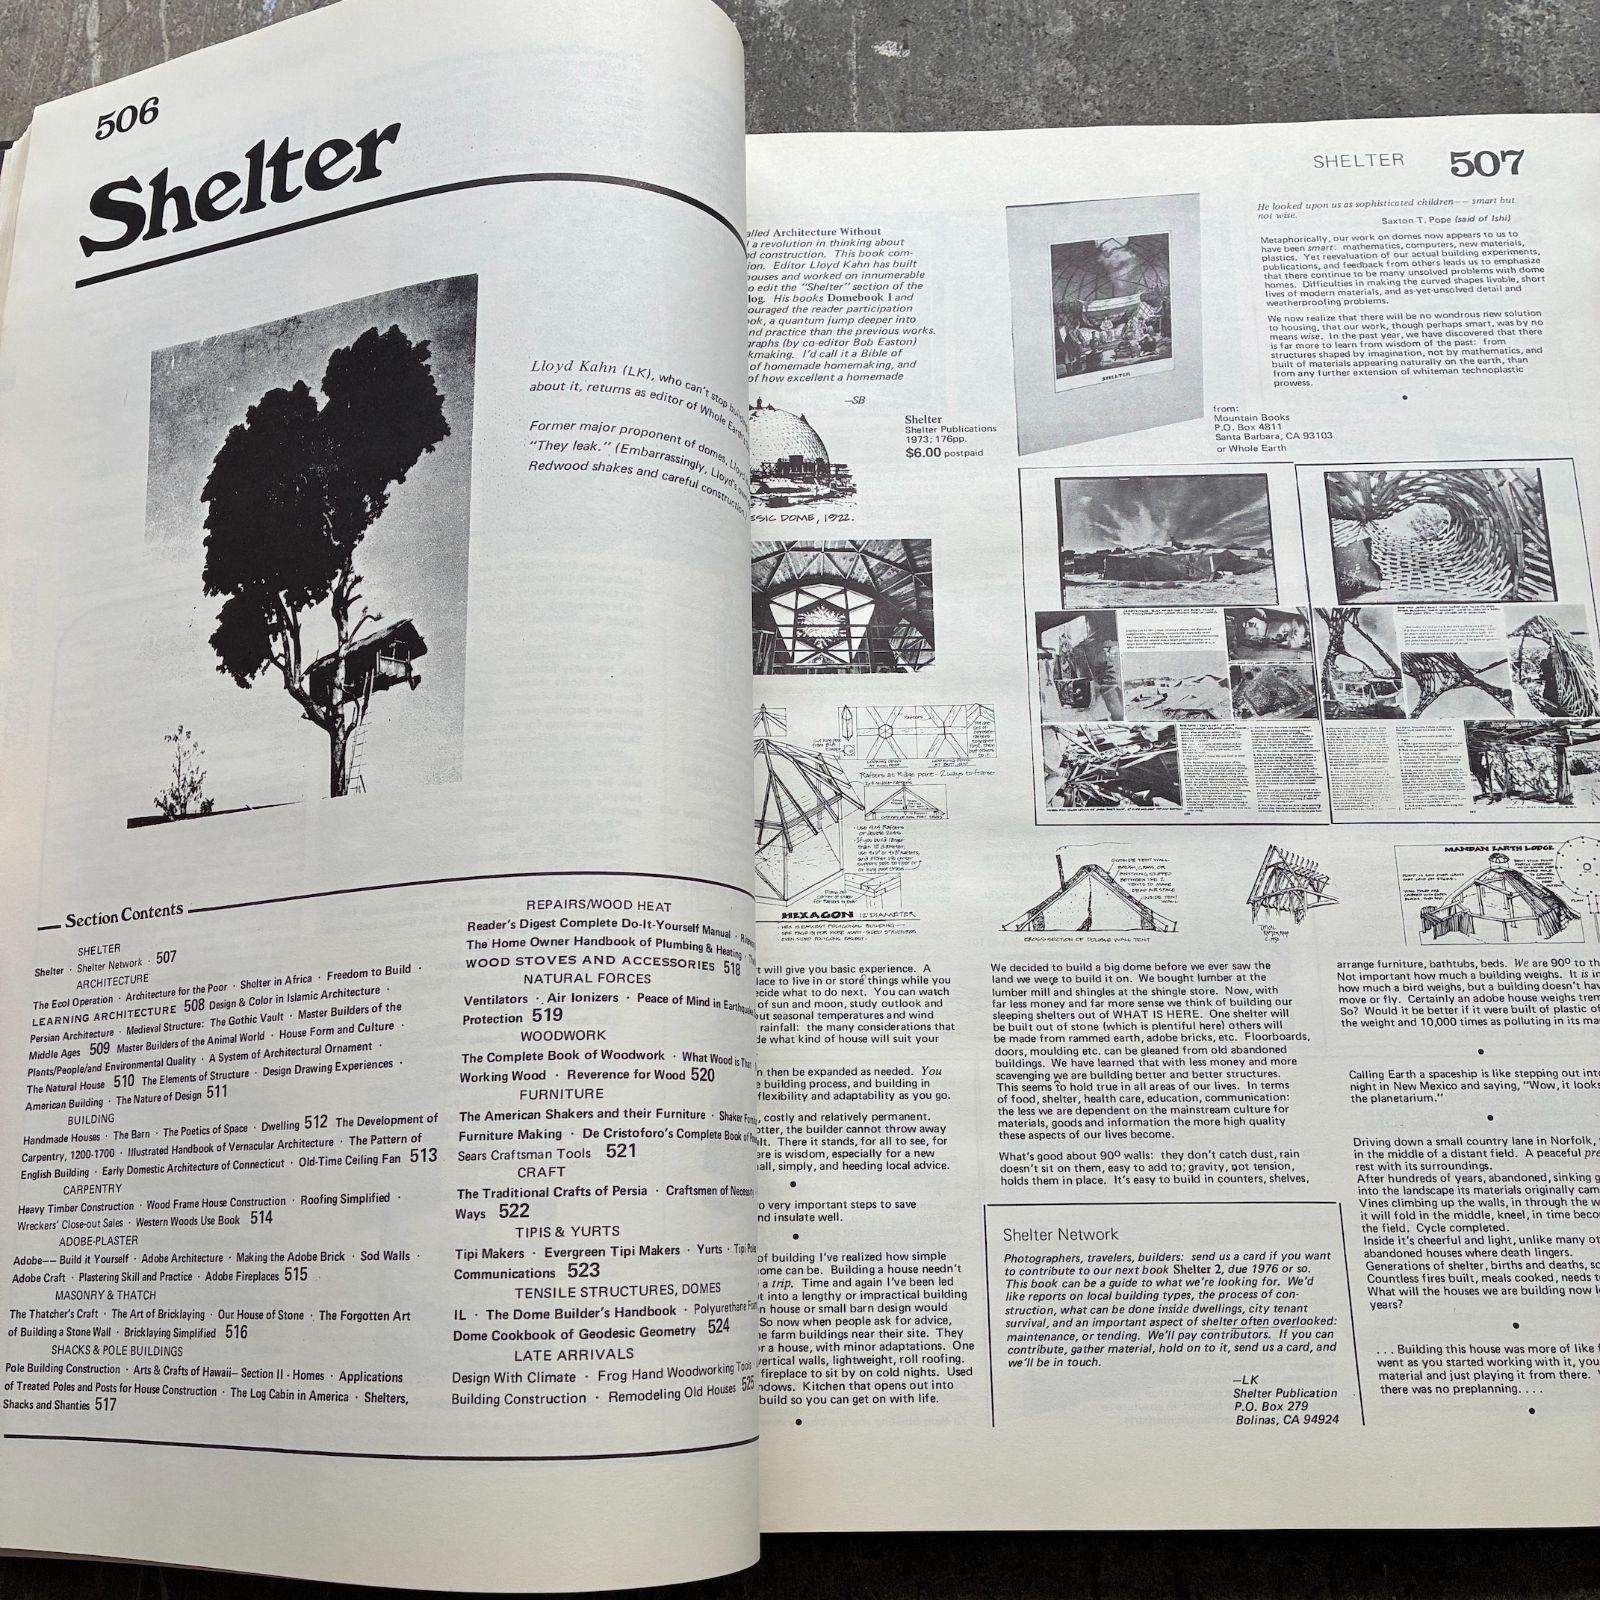 506
Shelter
Lloyd Kahn (LK), who can't stop
about it, returns as editor of Whole Earth's
Former major proponent of domes, Lloyd
"They leak." (Embarrassingly, Lloyd's own
Redwood shakes and careful construction
Section Contents
SHELTER
Shelter · Shelter Network · 507
ARCHITECTURE
The Ecol Operation · Architecture for the Poor · Shelter in Africa · Freedom to Build ·
LEARNING ARCHITECTURE 508 Design & Color in Islamic Architecture ·
Persian Architecture · Medieval Structure: The Gothic Vault · Master Builders of the
Middle Ages 509 Master Builders of the Animal World · House Form and Culture ·
Plants/People/and Environmental Quality · A System of Architectural Ornament ·
The Natural House 510 The Elements of Structure · Design Drawing Experiences ·
American Building · The Nature of Design 511
BUILDING
Handmade Houses · The Barn · The Poetics of Space · Dwelling 512 The Development of
Carpentry, 1200-1700 · Illustrated Handbook of Vernacular Architecture · The Pattern of
English Building · Early Domestic Architecture of Connecticut · Old-Time Ceiling Fan 513
CARPENTRY
Heavy Timber Construction · Wood Frame House Construction · Roofing Simplified ·
Wreckers' Close-out Sales · Western Woods Use Book 514
ADOBE-PLASTER
Adobe—— Build it Yourself · Adobe Architecture · Making the Adobe Brick · Sod Walls ·
Adobe Craft · Plastering Skill and Practice · Adobe Fireplaces 515
MASONRY & THATCH
The Thatcher's Craft · The Art of Bricklaying · Our House of Stone · The Forgotten Art
of Building a Stone Wall · Bricklaying Simplified 516
SHACKS & POLE BUILDINGS
Pole Building Construction · Arts & Crafts of Hawaii— Section II - Homes · Applications
of Treated Poles and Posts for House Construction · The Log Cabin in America · Shelters,
Shacks and Shanties 517
REPAIRS/WOOD HEAT
Reader's Digest Complete Do-It-Yourself Manual ·
The Home Owner Handbook of Plumbing & Heating ·
WOOD STOVES AND ACCESSORIES 518
NATURAL FORCES
Ventilators · Air Ionizers · Peace of Mind in Earthquake
Protection 519
WOODWORK
The Complete Book of Woodwork · What Wood is That ·
Working Wood · Reverence for Wood 520
FURNITURE
The American Shakers and their Furniture · Shaker
Furniture Making · De Cristoforo's Complete Book of
Sears Craftsman Tools 521
CRAFT
The Traditional Crafts of Persia · Craftsmen of Necessity
Ways 522
TIPIS & YURTS
Tipi Makers · Evergreen Tipi Makers · Yurts · Tipi
Communications 523
TENSILE STRUCTURES, DOMES
IL · The Dome Builder's Handbook · Polyurethane
Dome Cookbook of Geodesic Geometry 524
LATE ARRIVALS
Design With Climate · Frog Hand Woodworking Tools ·
Building Construction · Remodeling Old Houses 525
SHELTER 507
Architecture Without
a revolution in thinking about
construction. This book com-
Editor Lloyd Kahn has built
houses and worked on innumerable
edit the "Shelter" section of the
His books Domebook I and
the reader participation
a quantum jump deeper into
and practice than the previous works.
(by co-editor Bob Easton)
I'd call it a Bible of
of homemade homemaking, and
of how excellent a homemade
—SB
Shelter
Shelter Publications
1973; 176pp.
$6.00 postpaid
DOME, 1922.
Rafters at Ridge point - 2 ways to frame
HEXAGON 12' DIAMETER
will give you basic experience. A
place to live in or store things while you
decide what to do next. You can watch
of sun and moon, study outlook and
out seasonal temperatures and wind
rainfall: the many considerations that
what kind of house will suit your
then be expanded as needed. You
building process, and building in
flexibility and adaptability as you go.
costly and relatively permanent.
the builder cannot throw away
There it stands, for all to see, for
is wisdom, especially for a new
simply, and heeding local advice.
very important steps to save
and insulate well.
of building I've realized how simple
can be. Building a house needn't
a trip. Time and again I've been led
into a lengthy or impractical building
house or small barn design would
So now when people ask for advice,
farm buildings near their site. They
a house, with minor adaptations. One
vertical walls, lightweight, roll roofing.
fireplace to sit by on cold nights. Used
windows. Kitchen that opens out into
build so you can get on with life.
He looked upon us as sophisticated children—— smart but
not wise.
Saxton T. Pope (said of Ishi)
Metaphorically, our work on domes now appears to us to
have been smart: mathematics, computers, new materials,
plastics. Yet reevaluation of our actual building experiments,
publications, and feedback from others leads us to emphasize
that there continue to be many unsolved problems with dome
homes. Difficulties in making the curved shapes livable, short
lives of modern materials, and as-yet-unsolved detail and
weatherproofing problems.
We now realize that there will be no wondrous new solution
to housing, that our work, though perhaps smart, was by no
means wise. In the past year, we have discovered that there
is far more to learn from wisdom of the past: from
structures shaped by imagination, not by mathematics, and
built of materials appearing naturally on the earth, than
from any further extension of whiteman technoplastic
prowess.
from:
Mountain Books
P.O. Box 4811
Santa Barbara, CA 93103
or Whole Earth
SHELTER
OUTSIDE TENT WALL
BRUSH, GRASS, OR
ANYTHING STUFFED
BETWEEN THE 2
TENTS TO MAKE
DEAD AIR SPACE
INSIDE TENT
WALL
CROSS SECTION OF DOUBLE WALL TENT
MANDAN EARTH LODGE
We decided to build a big dome before we ever saw the
land we were to build it on. We bought lumber at the
lumber mill and shingles at the shingle store. Now, with
far less money and far more sense we think of building our
sleeping shelters out of WHAT IS HERE. One shelter will
be built out of stone (which is plentiful here) others will
be made from rammed earth, adobe bricks, etc. Floorboards,
doors, moulding etc. can be gleaned from old abandoned
buildings. We have learned that with less money and more
scavenging we are building better and better structures.
This seems to hold true in all areas of our lives. In terms
of food, shelter, health care, education, communication:
the less we are dependent on the mainstream culture for
materials, goods and information the more high quality
these aspects of our lives become.
What's good about 90º walls: they don't catch dust, rain
doesn't sit on them, easy to add to; gravity, not tension,
holds them in place. It's easy to build in counters, shelves,
Shelter Network
Photographers, travelers, builders: send us a card if you want
to contribute to our next book Shelter 2, due 1976 or so.
This book can be a guide to what we're looking for. We'd
like reports on local building types, the process of con-
struction, what can be done inside dwellings, city tenant
survival, and an important aspect of shelter often overlooked:
maintenance, or tending. We'll pay contributors. If you can
contribute, gather material, hold on to it, send us a card, and
we'll be in touch.
—LK
Shelter Publication
P.O. Box 279
Bolinas, CA 94924
arrange furniture, bathtubs, beds. We are 90º to the
Not important how much a building weighs. It is in
how much a bird weighs, but a building doesn't have
move or fly. Certainly an adobe house weighs
So? Would it be better if it were built of plastic
the weight and 10,000 times as polluting in its
Calling Earth a spaceship is like stepping out into
night in New Mexico and saying, "Wow, it looks
the planetarium."
Driving down a small country lane in Norfolk,
in the middle of a distant field. A peaceful
rest with its surroundings.
After hundreds of years, abandoned, sinking
into the landscape its materials originally came
Vines climbing up the walls, in through the
it will fold in the middle, kneel, in time
the field. Cycle completed.
Inside it's cheerful and light, unlike many
abandoned houses where death lingers.
Generations of shelter, births and deaths,
Countless fires built, meals cooked, needs
What will the houses we are building now
years?
. . . Building this house was more of like
went as you started working with it, you
material and just playing it from there.
there was no preplanning. . . .